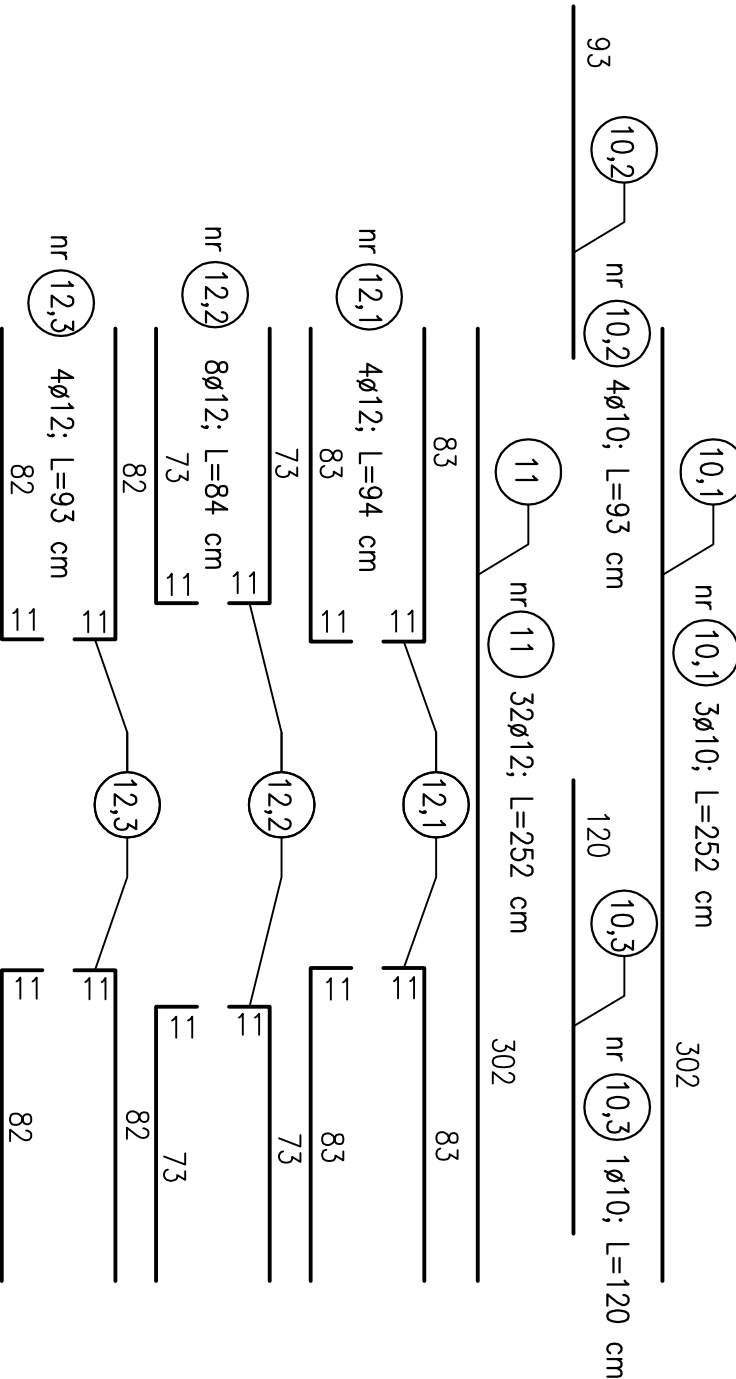 10,1
nr 10,1 3ø10; L=252 cm
302
93
10,2
nr 10,2 4ø10; L=93 cm
120
10,3
nr 10,3 1ø10; L=120 cm
11
nr 11 32ø12; L=252 cm
302
83 12,1 83
11 11
nr 12,1 4ø12; L=94 cm
83 11 11 83
73 12,2 73
11 11
nr 12,2 8ø12; L=84 cm
73 11 11 73
82 12,3 82
11 11
nr 12,3 4ø12; L=93 cm
82 11 11 82